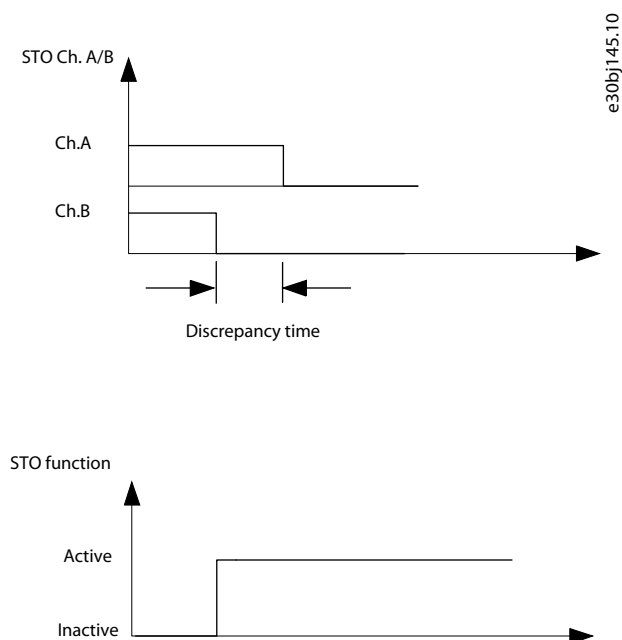 e30bj145.10
STO Ch. A/B
Ch.A
Ch.B
Discrepancy time
STO function
Active
Inactive